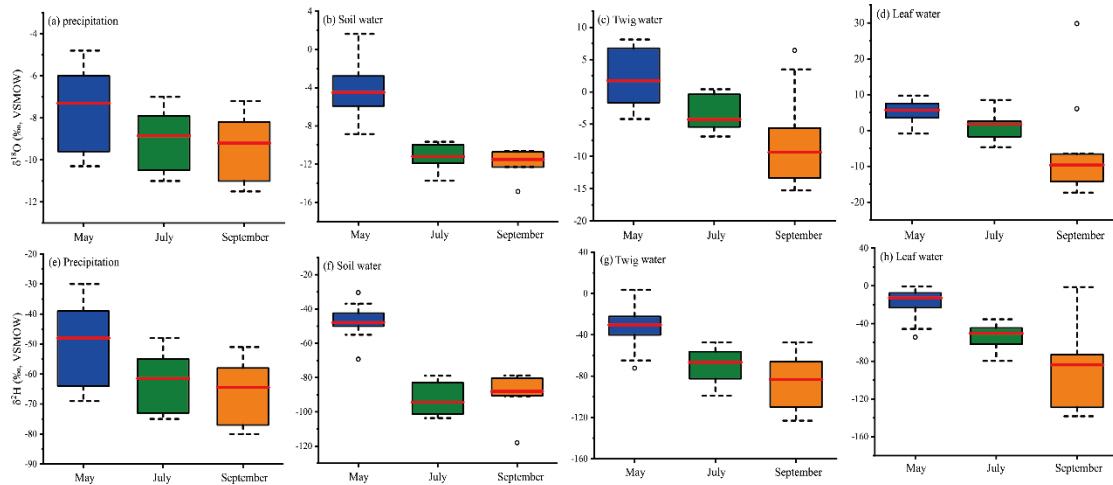 (a) precipitation
δ18O (‰, VSMOW)
-4
-6
-8
-10
-12
May
July
September
(b) Soil water
4
0
-4
-8
-12
-16
May
July
September
(c) Twig water
10
5
0
-5
-10
-15
-20
May
July
September
(d) Leaf water
30
20
10
0
-10
-20
May
July
September
(e) Precipitation
δ2H (‰, VSMOW)
-20
-30
-40
-50
-60
-70
-80
-90
May
July
September
(f) Soil water
-20
-40
-60
-80
-100
-120
May
July
September
(g) Twig water
40
0
-40
-80
-120
-160
May
July
September
(h) Leaf water
40
0
-40
-80
-120
-160
May
July
September